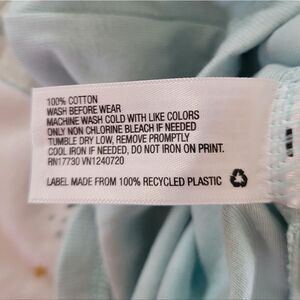 100% COTTON
WASH BEFORE WEAR
MACHINE WASH COLD WITH LIKE COLORS
ONLY NON CHLORINE BLEACH IF NEEDED
TUMBLE DRY LOW, REMOVE PROMPTLY
COOL IRON IF NEEDED, DO NOT IRON ON PRINT.
RN17730 VN1240720
LABEL MADE FROM 100% RECYCLED PLASTIC